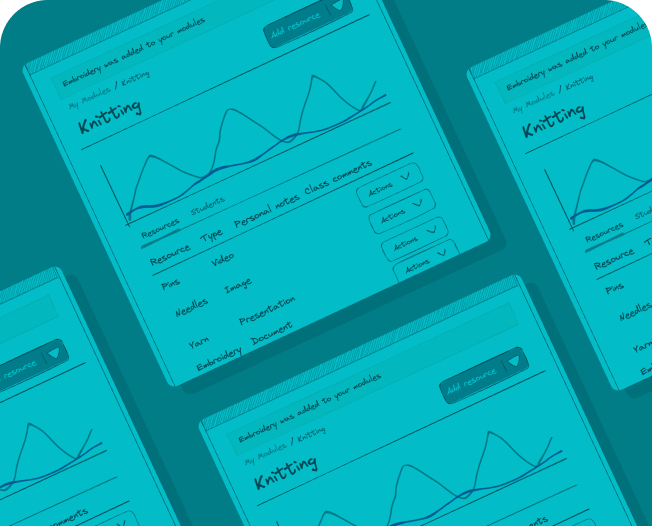 Embroidery was added to your modules
Add resource
My Modules / Knitting
Knitting
Resources Students
Resource Type Personal notes Class comments
Pins Video Actions
Needles Image Actions
Yarn Presentation Actions
Embroidery Document Actions
Embroidery was added to your
My Modules / Knitting
Knitting
Resources
Resource
Pins
Needles
resource
Embroidery was added to your modules
Add resource
My Modules / Knitting
Knitting